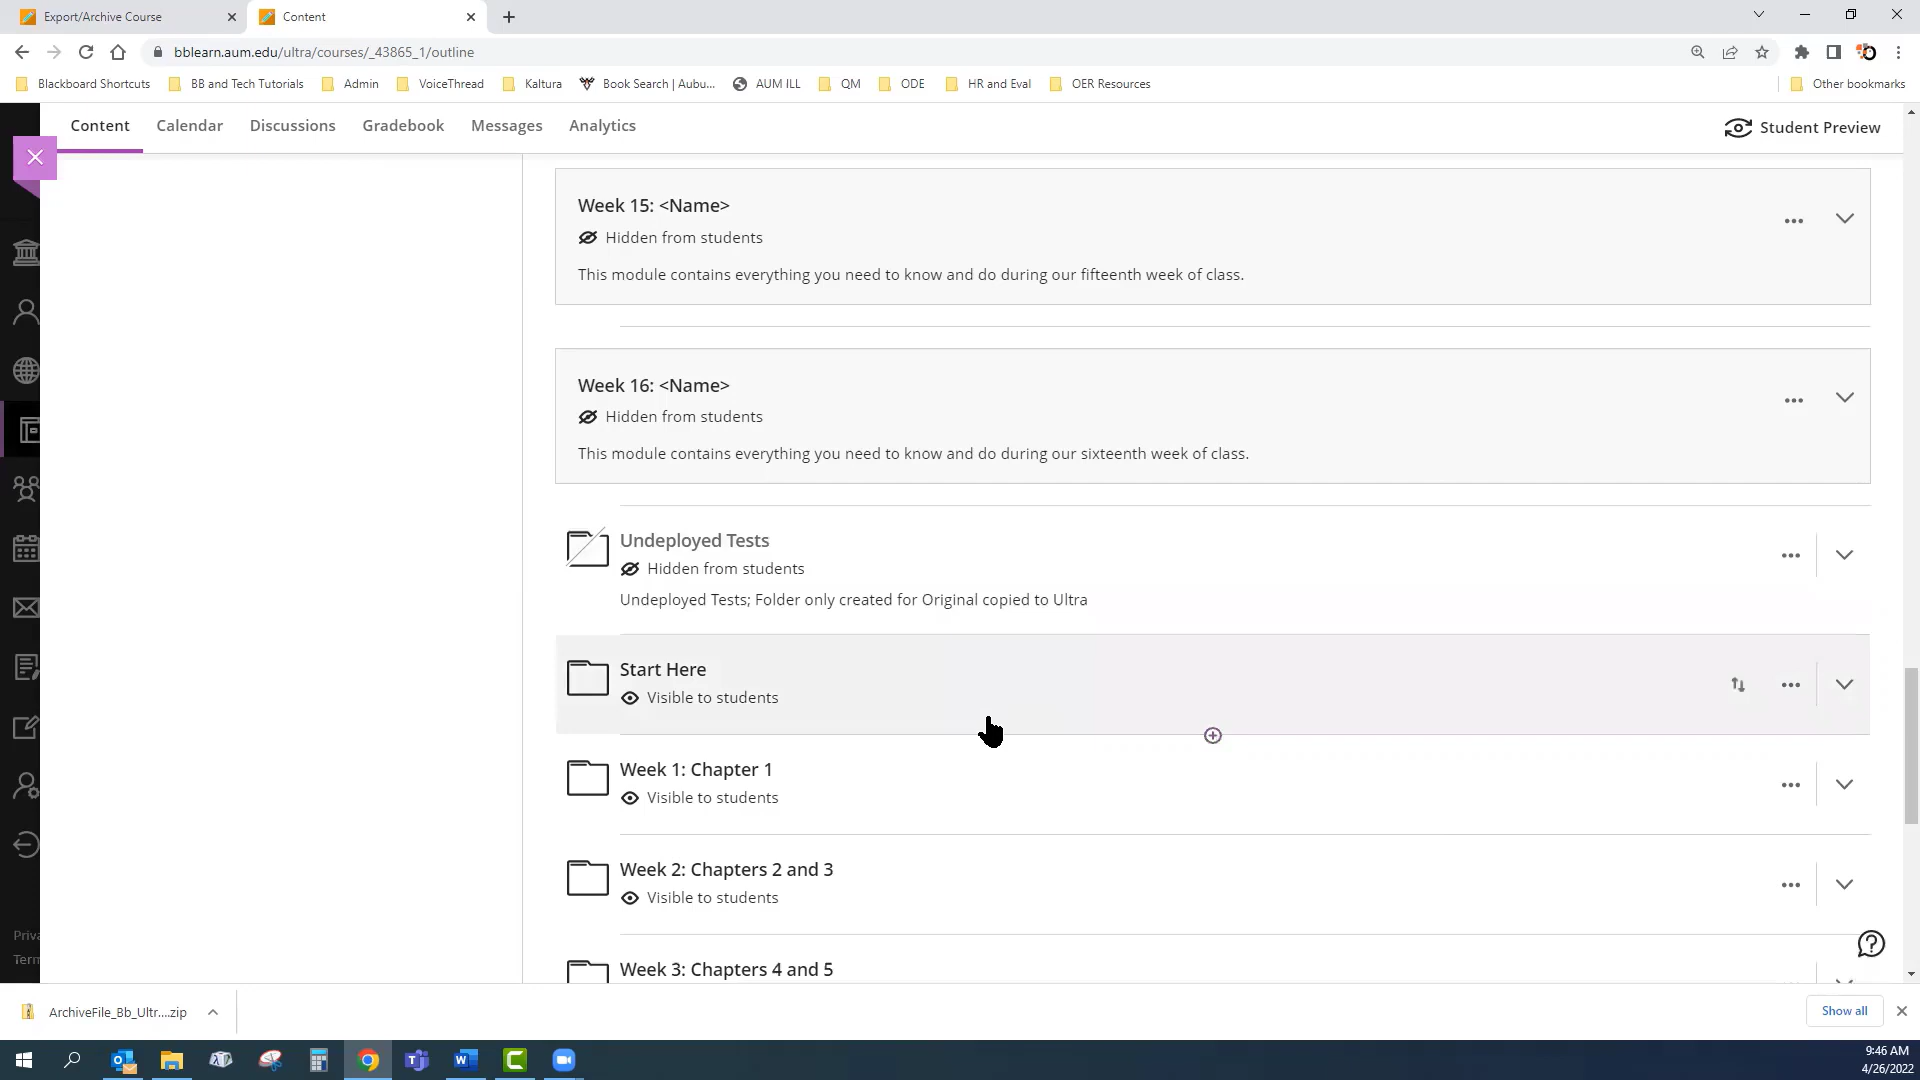 Export/Archive Course
Content
bblearn.aum.edu/ultra/courses/_43865_1/outline
Blackboard Shortcuts
BB and Tech Tutorials
Admin
VoiceThread
Kaltura
Book Search | Aubu...
AUM ILL
QM
ODE
HR and Eval
OER Resources
Other bookmarks
Content
Calendar
Discussions
Gradebook
Messages
Analytics
Student Preview
Week 15: <Name>
Hidden from students
This module contains everything you need to know and do during our fifteenth week of class.
Week 16: <Name>
Hidden from students
This module contains everything you need to know and do during our sixteenth week of class.
Undeployed Tests
Hidden from students
Undeployed Tests; Folder only created for Original copied to Ultra
Start Here
Visible to students
Week 1: Chapter 1
Visible to students
Week 2: Chapters 2 and 3
Visible to students
Priva
Term
Week 3: Chapters 4 and 5
ArchiveFile_Bb_Ultr....zip
Show all
9:46 AM
4/26/2022